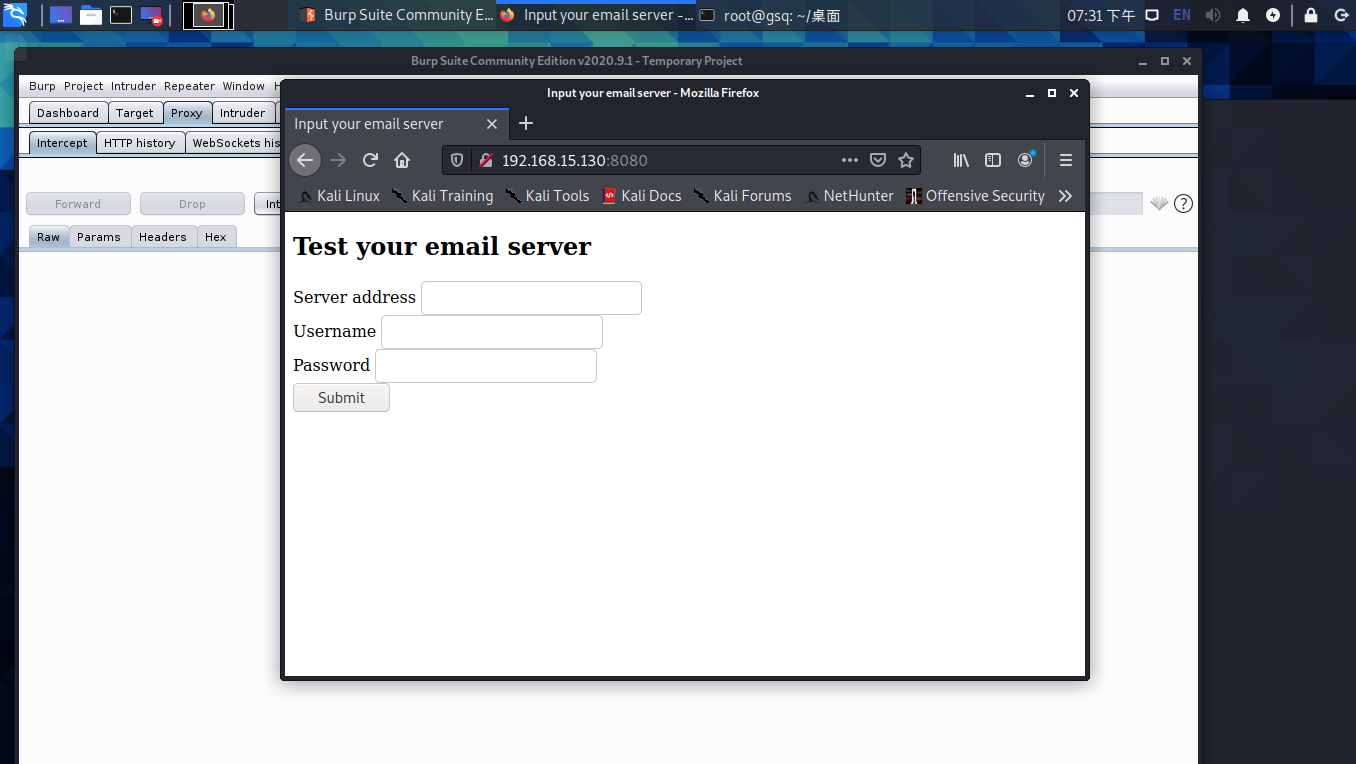 Burp Suite Community E...
Input your email server -...
root@gsq: ~/桌面
07:31 下午
EN
Burp Suite Community Edition v2020.9.1 - Temporary Project
Burp Project Intruder Repeater Window H
Dashboard Target Proxy Intruder
Intercept HTTP history WebSockets his
Forward Drop Int
Raw Params Headers Hex
Input your email server - Mozilla Firefox
Input your email server
192.168.15.130:8080
Kali Linux Kali Training Kali Tools Kali Docs Kali Forums NetHunter Offensive Security
Test your email server
Server address
Username
Password
Submit